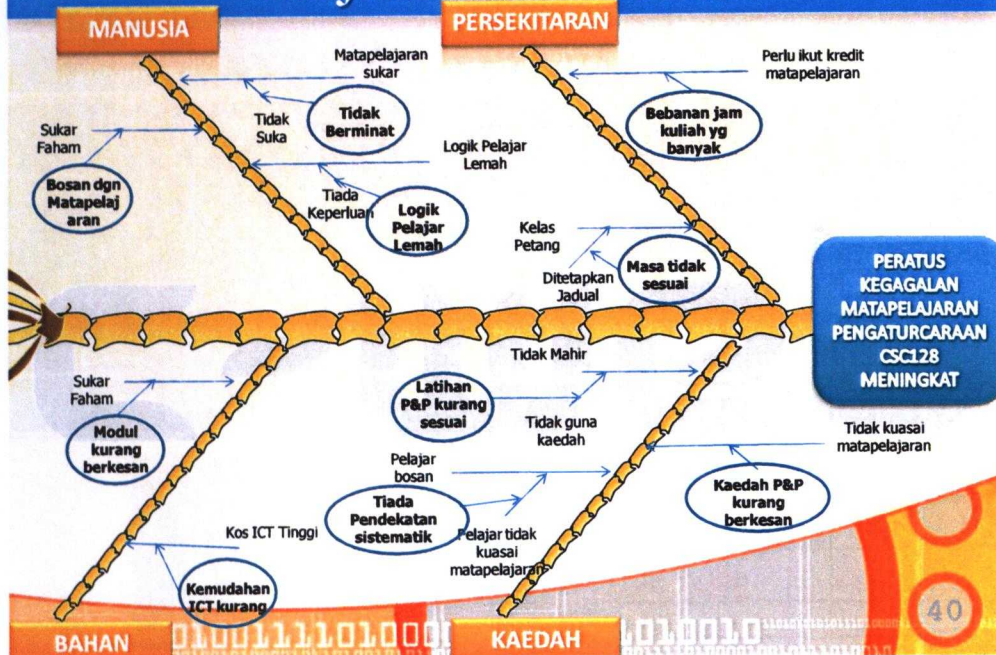 MANUSIA
PERSEKITARAN
Matapelajaran
sukar
Tidak
Suka
Tidak
Berminat
Sukar
Faham
Bosan dgn
Matapelaj
aran
Logik Pelajar
Lemah
Tiada
Keperluan
Logik
Pelajar
Lemah
Perlu ikut kredit
matapelajaran
Bebanan jam
kuliah yg
banyak
Kelas
Petang
Ditetapkan
Jadual
Masa tidak
sesuai
PERATUS
KEGAGALAN
MATAPELAJARAN
PENGATURCARAAN
CSC128
MENINGKAT
Sukar
Faham
Modul
kurang
berkesan
Kos ICT Tinggi
Kemudahan
ICT kurang
Tidak Mahir
Latihan
P&P kurang
sesuai
Tidak guna
kaedah
Pelajar
bosan
Tiada
Pendekatan
sistematik
Pelajar tidak
kuasai
matapelajaran
Tidak kuasai
matapelajaran
Kaedah P&P
kurang
berkesan
BAHAN
KAEDAH
40